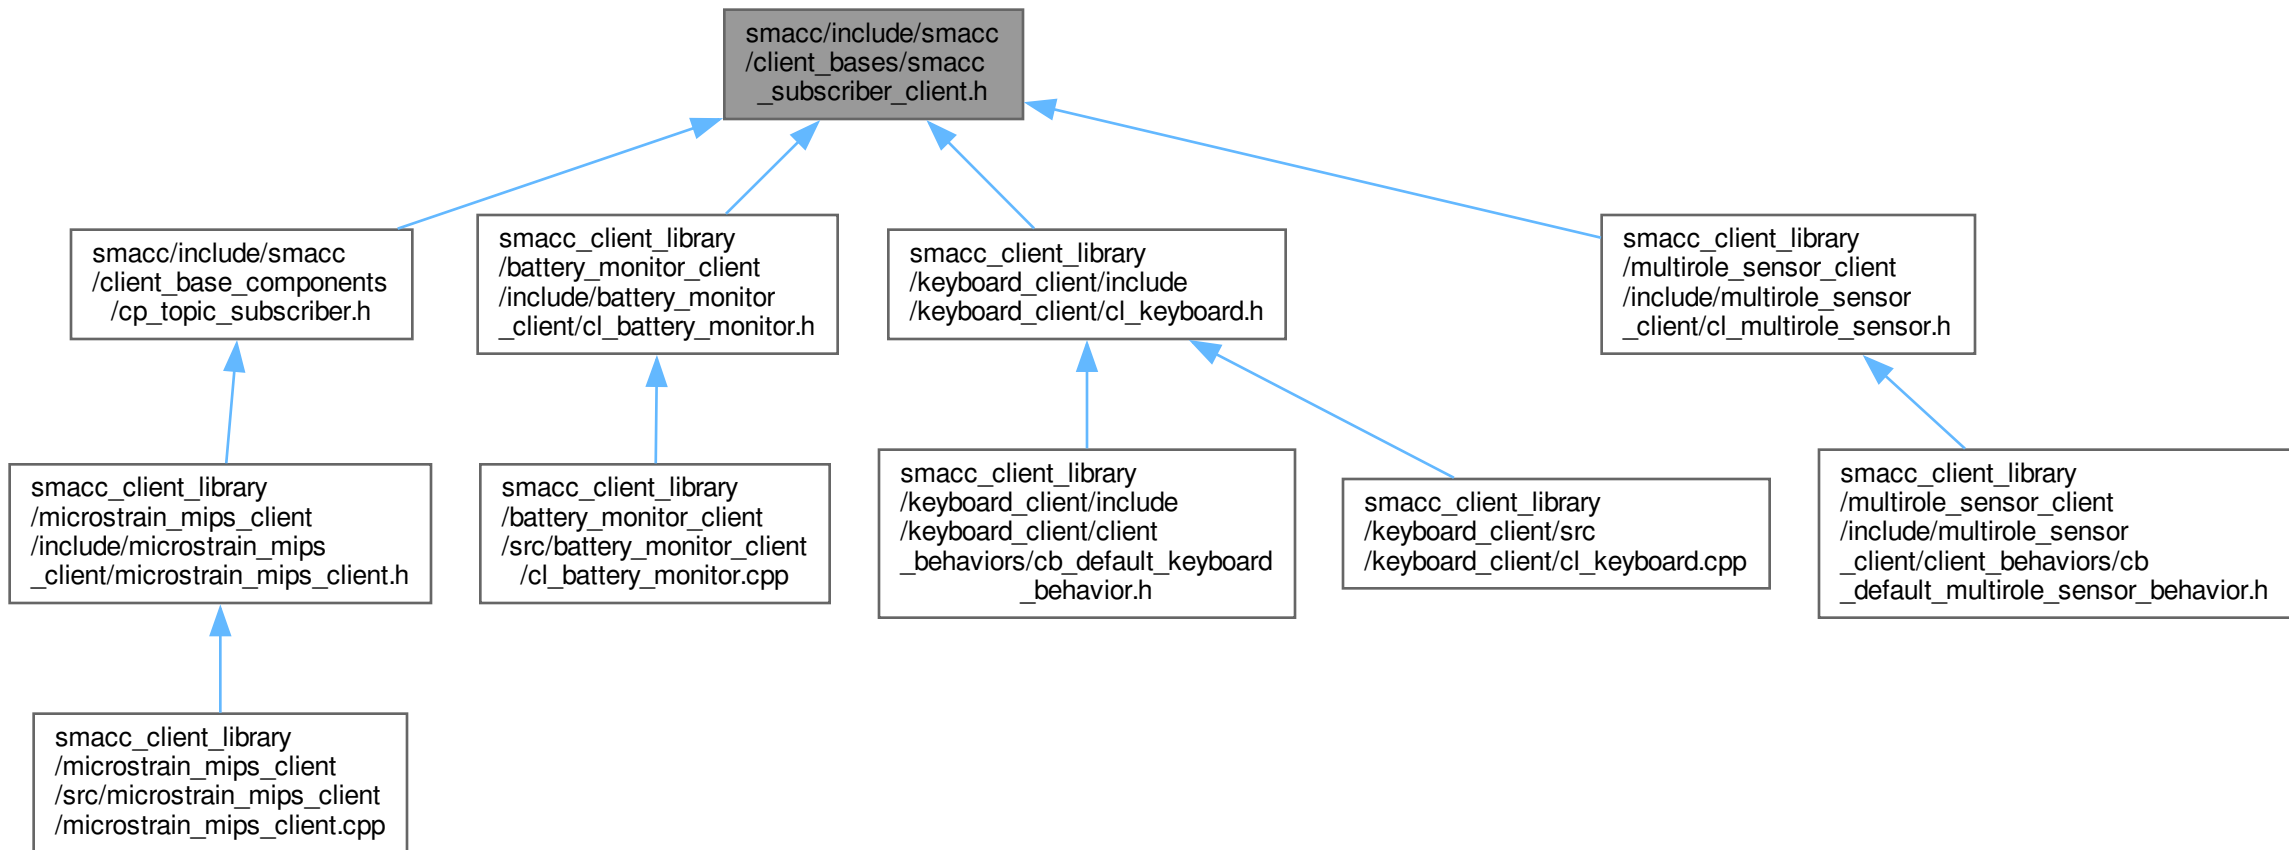 smacc/include/smacc
/client_bases/smacc
_subscriber_client.h
smacc/include/smacc
/client_base_components
/cp_topic_subscriber.h
smacc_client_library
/battery_monitor_client
/include/battery_monitor
_client/cl_battery_monitor.h
smacc_client_library
/keyboard_client/include
/keyboard_client/cl_keyboard.h
smacc_client_library
/multirole_sensor_client
/include/multirole_sensor
_client/cl_multirole_sensor.h
smacc_client_library
/microstrain_mips_client
/include/microstrain_mips
_client/microstrain_mips_client.h
smacc_client_library
/battery_monitor_client
/src/battery_monitor_client
/cl_battery_monitor.cpp
smacc_client_library
/keyboard_client/include
/keyboard_client/client
_behaviors/cb_default_keyboard
_behavior.h
smacc_client_library
/keyboard_client/src
/keyboard_client/cl_keyboard.cpp
smacc_client_library
/multirole_sensor_client
/include/multirole_sensor
_client/client_behaviors/cb
_default_multirole_sensor_behavior.h
smacc_client_library
/microstrain_mips_client
/src/microstrain_mips_client
/microstrain_mips_client.cpp